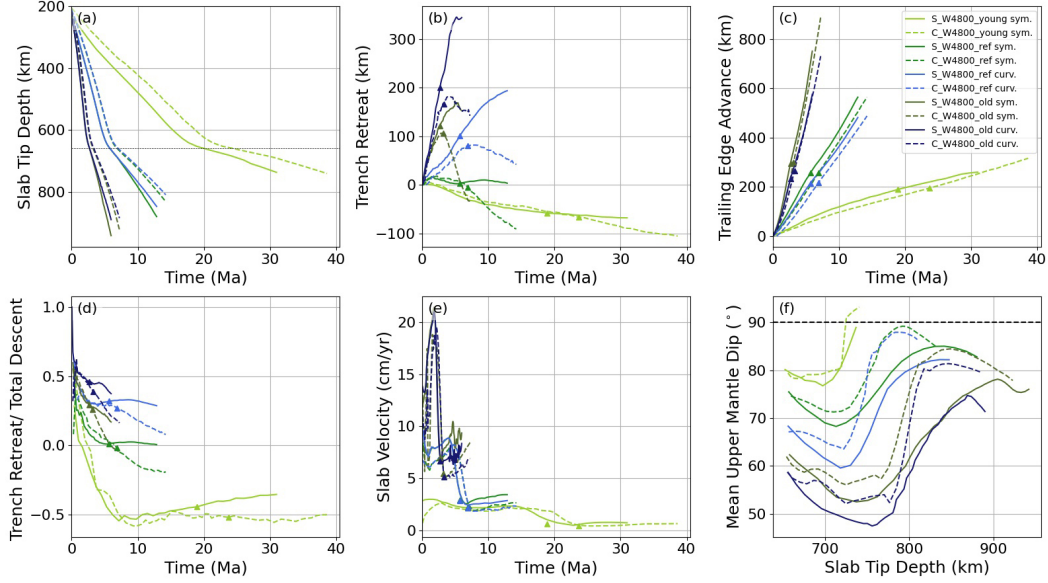 (a)
200
400
600
800
Slab Tip Depth (km)
0 10 20 30 40
Time (Ma)
(b)
300
200
100
0
−100
Trench Retreat (km)
0 10 20 30 40
Time (Ma)
(c)
800
600
400
200
0
Trailing Edge Advance (km)
0 10 20 30 40
Time (Ma)
S_W4800_young sym.
C_W4800_young sym.
S_W4800_ref sym.
C_W4800_ref sym.
S_W4800_ref curv.
C_W4800_ref curv.
S_W4800_old sym.
C_W4800_old sym.
S_W4800_old curv.
C_W4800_old curv.
(d)
1.0
0.5
0.0
−0.5
Trench Retreat/ Total Descent
0 10 20 30 40
Time (Ma)
(e)
20
15
10
5
0
Slab Velocity (cm/yr)
0 10 20 30 40
Time (Ma)
(f)
90
80
70
60
50
Mean Upper Mantle Dip (°)
700 800 900
Slab Tip Depth (km)